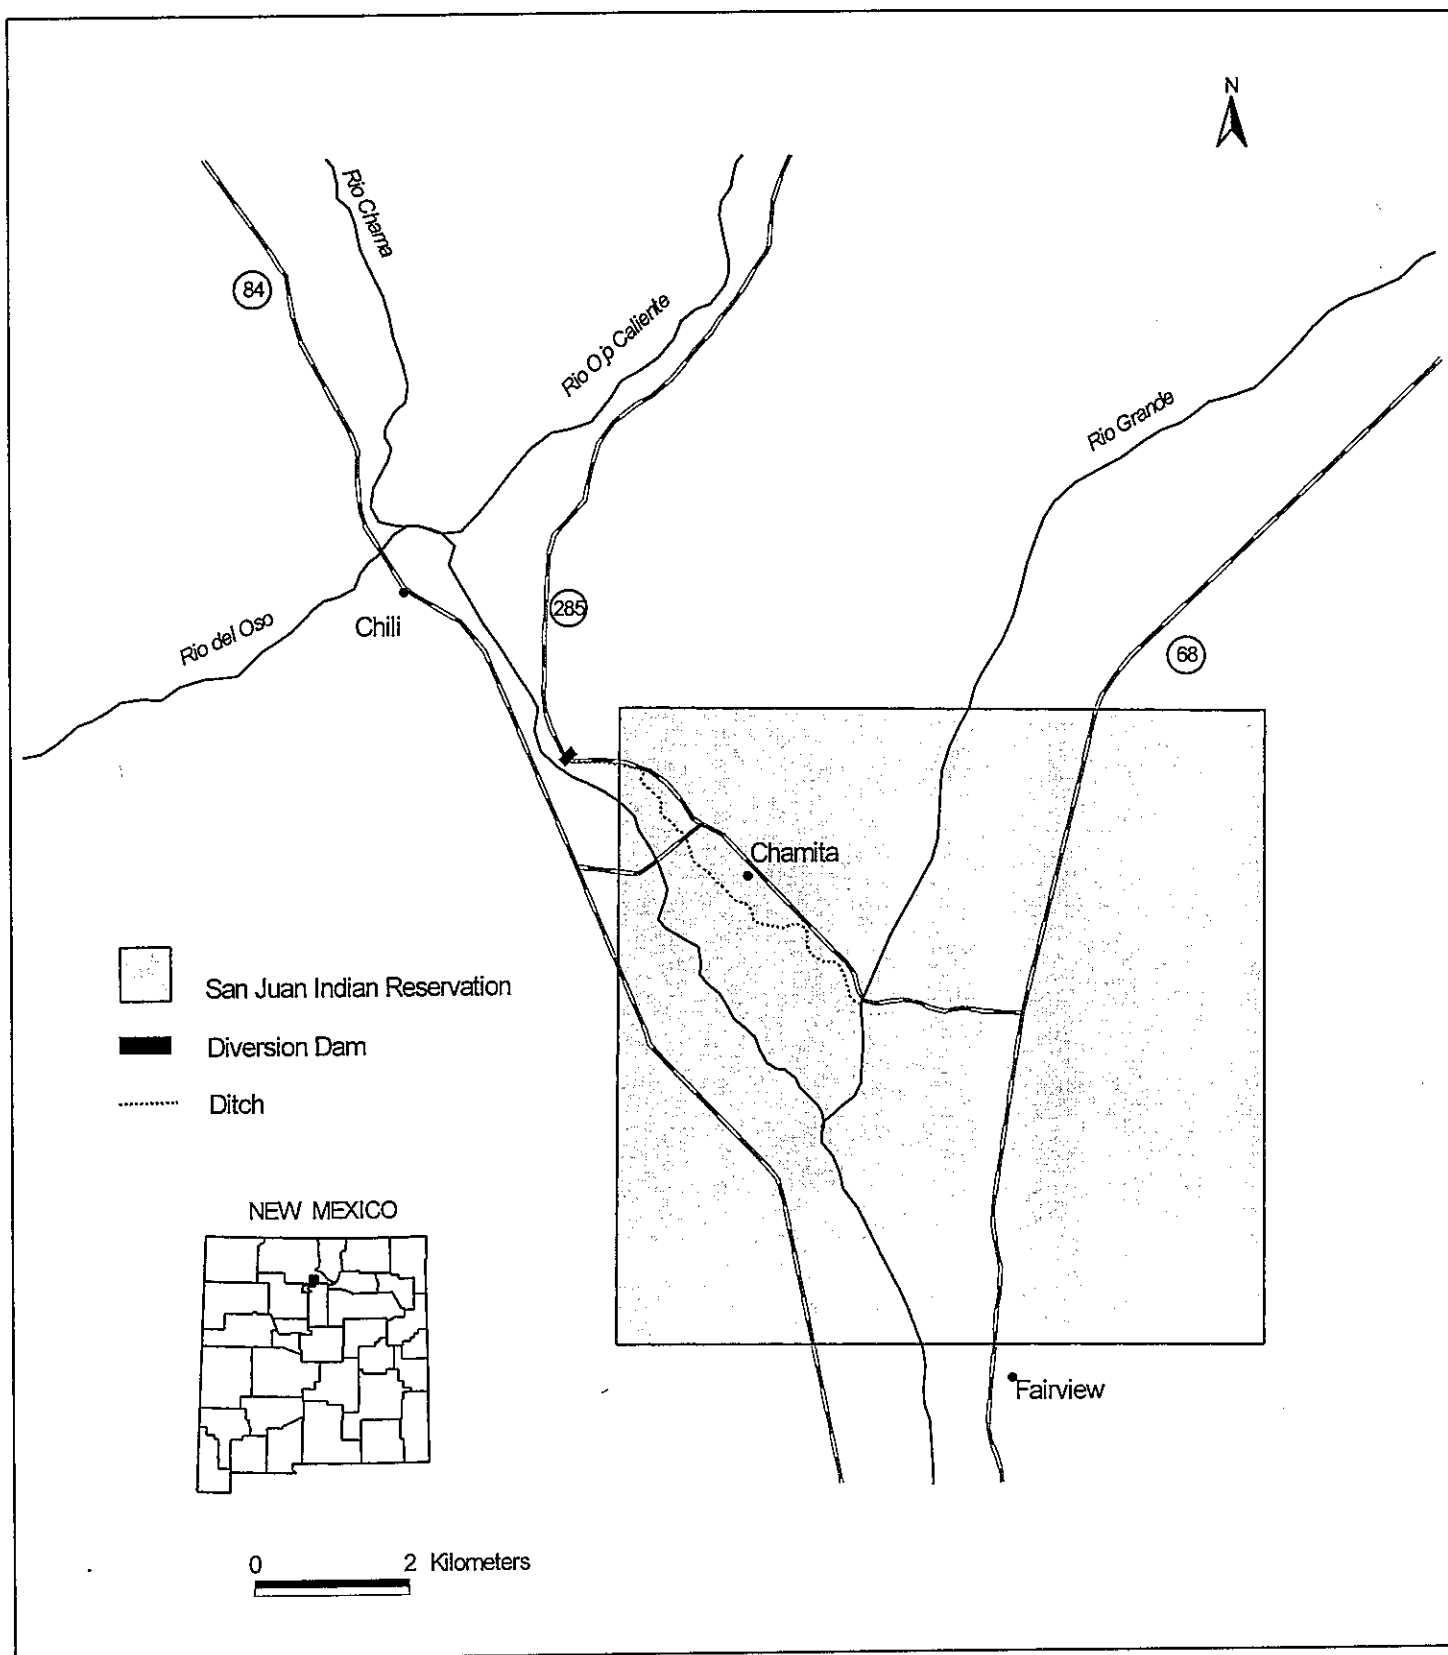 N
Rio Chama
84
Rio Ojo Caliente
Rio Grande
285
Chili
Rio del Oso
68
Chamita
San Juan Indian Reservation
Diversion Dam
Ditch
NEW MEXICO
Fairview
0 2 Kilometers